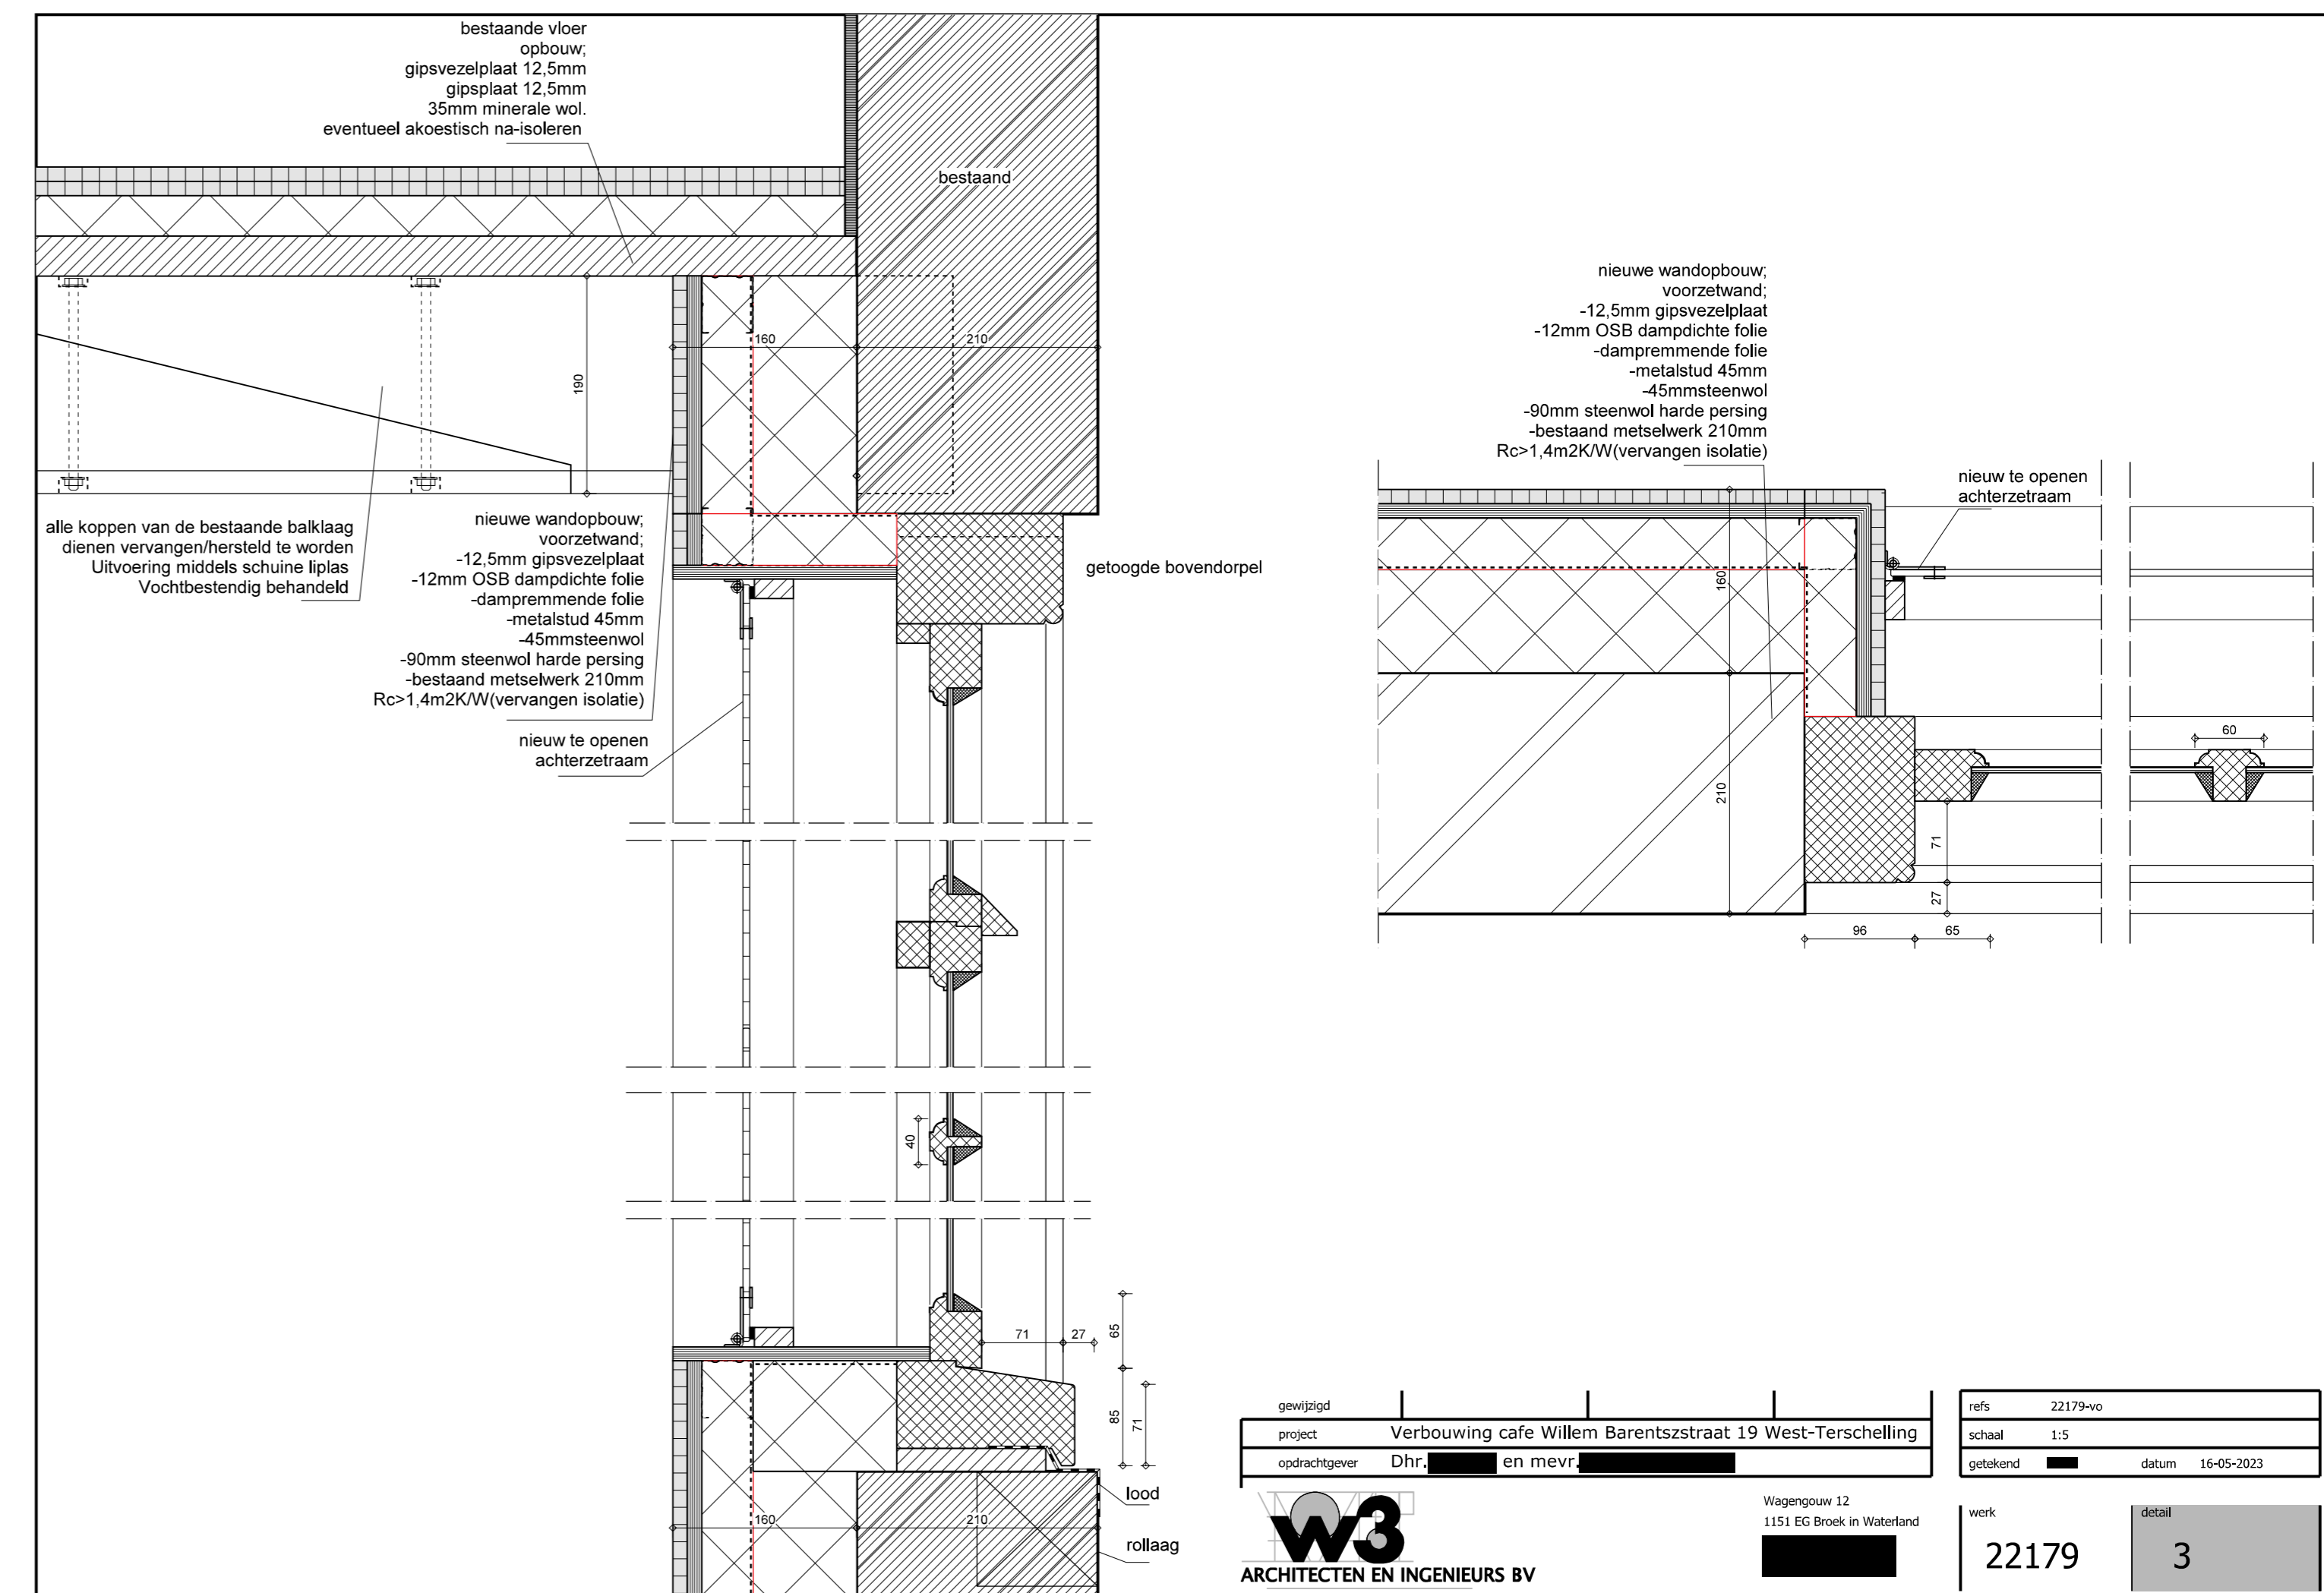 bestaande vloer
opbouw;
gipsvezelplaat 12,5mm
gipsplaat 12,5mm
35mm minerale wol.
eventueel akoestisch na-isoleren
bestaand
160
210
190
alle koppen van de bestaande balklaag
dienen vervangen/hersteld te worden
Uitvoering middels schuine liplas
Vochtbestendig behandeld
nieuwe wandopbouw;
voorzetwand;
-12,5mm gipsvezelplaat
-12mm OSB dampdichte folie
-dampremmende folie
-metalstud 45mm
-45mmsteenwol
-90mm steenwol harde persing
-bestaand metselwerk 210mm
Rc>1,4m2K/W(vervangen isolatie)
nieuw te openen
achterzetraam
getoogde bovendorpel
40
71
27
65
85
71
160
210
lood
rollaag
nieuwe wandopbouw;
voorzetwand;
-12,5mm gipsvezelplaat
-12mm OSB dampdichte folie
-dampremmende folie
-metalstud 45mm
-45mmsteenwol
-90mm steenwol harde persing
-bestaand metselwerk 210mm
Rc>1,4m2K/W(vervangen isolatie)
nieuw te openen
achterzetraam
160
210
60
71
27
96
65
gewijzigd
project Verbouwing cafe Willem Barentszstraat 19 West-Terschelling
opdrachtgever Dhr. en mevr.
refs 22179-vo
schaal 1:5
getekend datum 16-05-2023
w3
ARCHITECTEN EN INGENIEURS BV
Wagengouw 12
1151 EG Broek in Waterland
werk
22179
detail
3